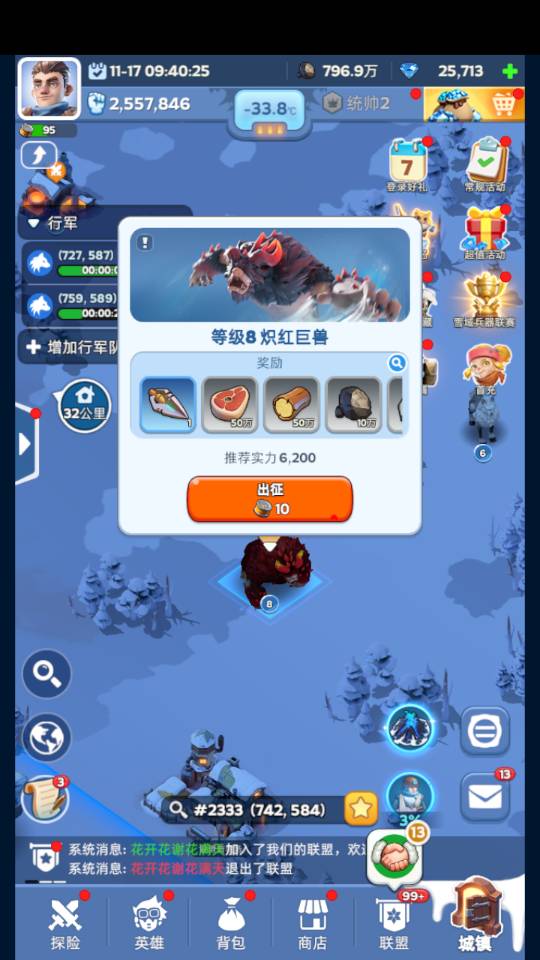 11-17 09:40:25
796.9万
25,713
2,557,846
-33.8℃
统帅2
95
7
登录好礼
常规活动
行军
(727, 587)
超值活动
(759, 589)
雪域兵器联赛
增加行军队
首充
32公里
6
等级8 炽红巨兽
奖励
1
50万
50万
10万
推荐实力6,200
出征
10
8
3
13
#2333 (742, 584)
3%
13
系统消息: 花开花谢花满天加入了我们的联盟，欢迎
系统消息: 花开花谢花满天退出了联盟
99+
探险
英雄
背包
商店
联盟
城镇